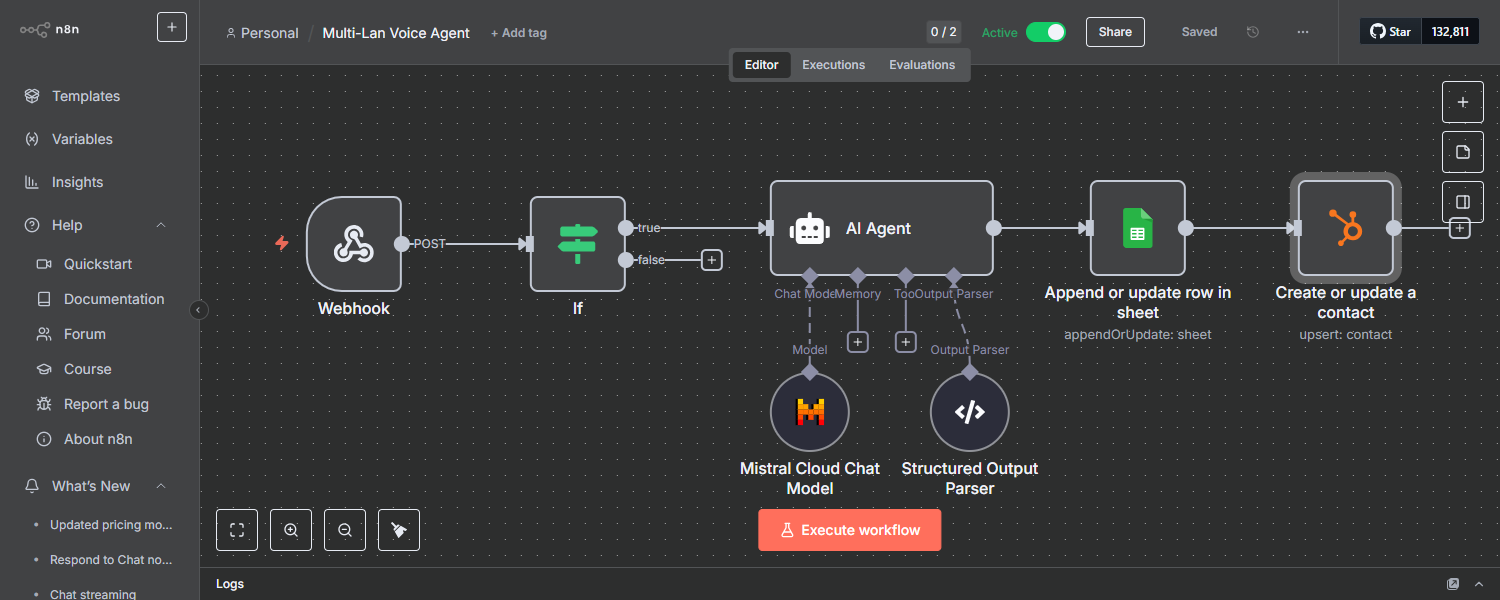 n8n
Personal / Multi-Lan Voice Agent + Add tag
0 / 2
Active
Share
Saved
Star 132,811
Editor Executions Evaluations
Templates
Variables
Insights
Help
Quickstart
Documentation
Forum
Course
Report a bug
About n8n
What's New
Updated pricing mo...
Respond to Chat no...
Chat streaming
POST
Webhook
true
false
If
AI Agent
Chat Mode
Memory
Too
Output Parser
Model
Output Parser
Mistral Cloud Chat
Model
Structured Output
Parser
Append or update row in
sheet
appendOrUpdate: sheet
Create or update a
contact
upsert: contact
Execute workflow
Logs